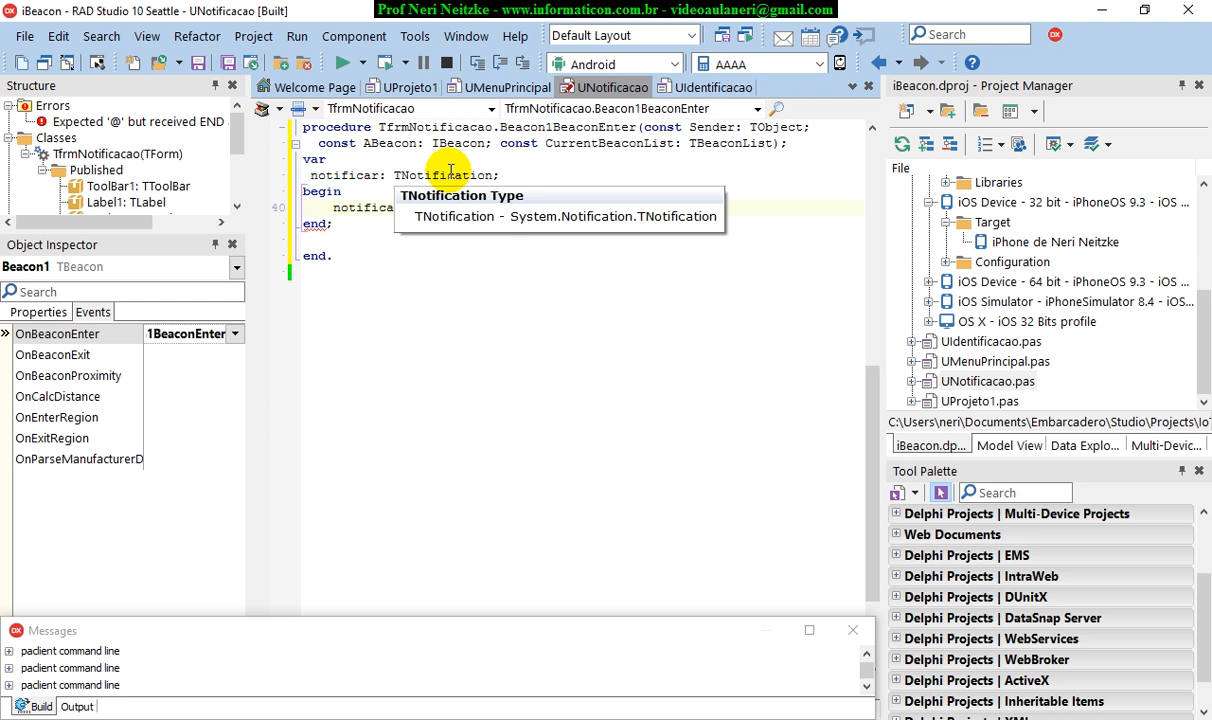 Prof Neri Neitzke - www.informaticon.com.br - videoaulaneri@gmail.com
iBeacon - RAD Studio 10 Seattle - UNotificacao [Built]
File Edit Search View Refactor Project Run Component Tools Window Help Default Layout Search
Android AAAA
Structure
Errors
Expected '@' but received END
Classes
TfrmNotificacao(TForm)
Published
ToolBar1: TToolBar
Label1: TLabel
Object Inspector
Beacon1 TBeacon
Search
Properties Events
OnBeaconEnter 1BeaconEnter
OnBeaconExit
OnBeaconProximity
OnCalcDistance
OnEnterRegion
OnExitRegion
OnParseManufacturerD
Welcome Page UProjeto1 UMenuPrincipal UNotificacao UIdentificacao
TfrmNotificacao TfrmNotificacao.Beacon1BeaconEnter
procedure TfrmNotificacao.Beacon1BeaconEnter(const Sender: TObject;
const ABeacon: IBeacon; const CurrentBeaconList: TBeaconList);
var
notificar: TNotification;
begin
40 notifica
end;
end.
TNotification Type
TNotification - System.Notification.TNotification
iBeacon.dproj - Project Manager
File
Libraries
iOS Device - 32 bit - iPhoneOS 9.3 - iOS ...
Target
iPhone de Neri Neitzke
Configuration
iOS Device - 64 bit - iPhoneOS 9.3 - iOS ...
iOS Simulator - iPhoneSimulator 8.4 - iOS...
OS X - iOS 32 Bits profile
UIdentificacao.pas
UMenuPrincipal.pas
UNotificacao.pas
UProjeto1.pas
C:\Users\neri\Documents\Embarcadero\Studio\Projects\IoT
iBeacon.dp... Model View Data Explo... Multi-Devic...
Tool Palette
Search
Delphi Projects | Multi-Device Projects
Web Documents
Delphi Projects | EMS
Delphi Projects | IntraWeb
Delphi Projects | DUnitX
Delphi Projects | DataSnap Server
Delphi Projects | WebServices
Delphi Projects | WebBroker
Delphi Projects | ActiveX
Delphi Projects | Inheritable Items
Messages
paclient command line
paclient command line
paclient command line
Build Output